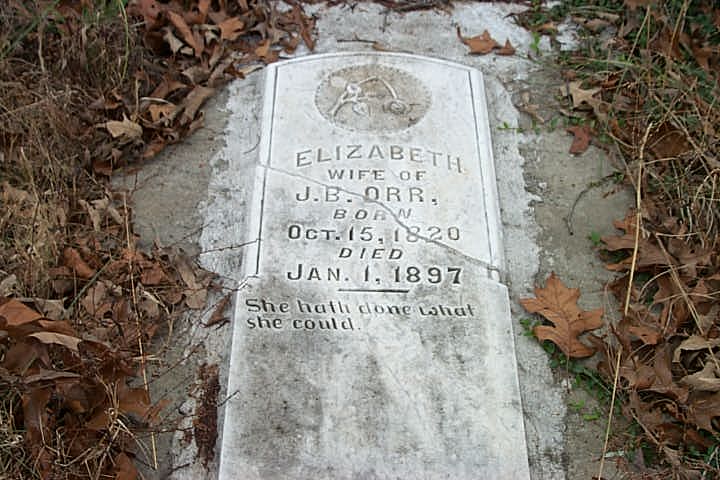 ELIZABETH
WIFE OF
J.B. ORR,
BORN
OCT. 15, 1820
DIED
JAN. 1, 1897
She hath done what
she could.